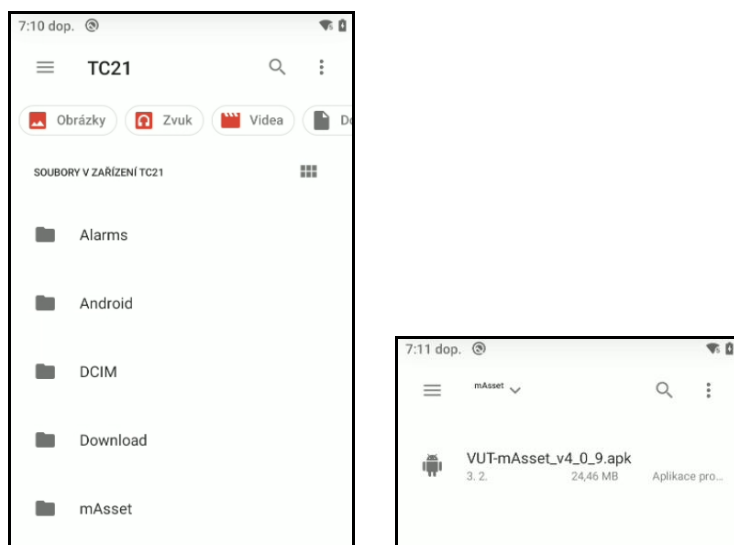 7:10 dop.
TC21
Obrázky Zvuk Videa Do
SOUBORY V ZAŘÍZENÍ TC21
Alarms
Android
DCIM
Download
mAsset
7:11 dop.
mAsset
VUT-mAsset_v4_0_9.apk
3. 2. 24,46 MB Aplikace pro...